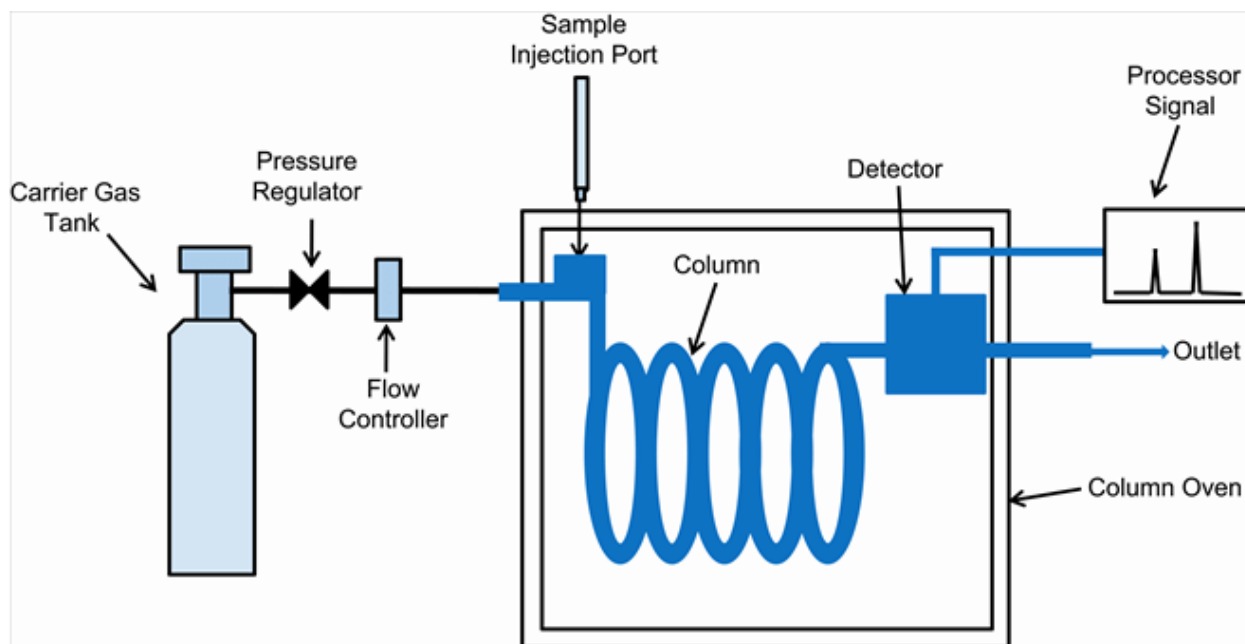 Sample
Injection Port
Processor
Signal
Pressure
Regulator
Detector
Carrier Gas
Tank
Column
Outlet
Flow
Controller
Column Oven